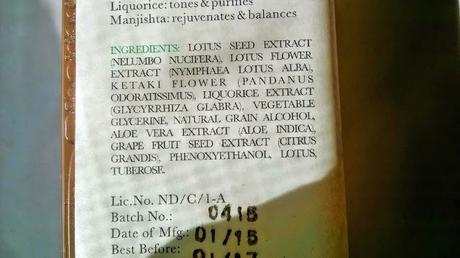 Liquorice: tones & purifies
Manjishta: rejuvenates & balances
INGREDIENTS: LOTUS SEED EXTRACT
(NELUMBO NUCIFERA), LOTUS FLOWER
EXTRACT (NYMPHAEA LOTUS ALBA),
KETAKI FLOWER (PANDANUS
ODORATISSIMUS), LIQUORICE EXTRACT
(GLYCYRRHIZA GLABRA), VEGETABLE
GLYCERINE, NATURAL GRAIN ALCOHOL,
ALOE VERA EXTRACT (ALOE INDICA),
GRAPE FRUIT SEED EXTRACT (CITRUS
GRANDIS), PHENOXYETHANOL, LOTUS,
TUBEROSE.
Lic.No. ND/C/1-A
Batch No.: 041B
Date of Mfg.: 01/15
Best Before: 01/17